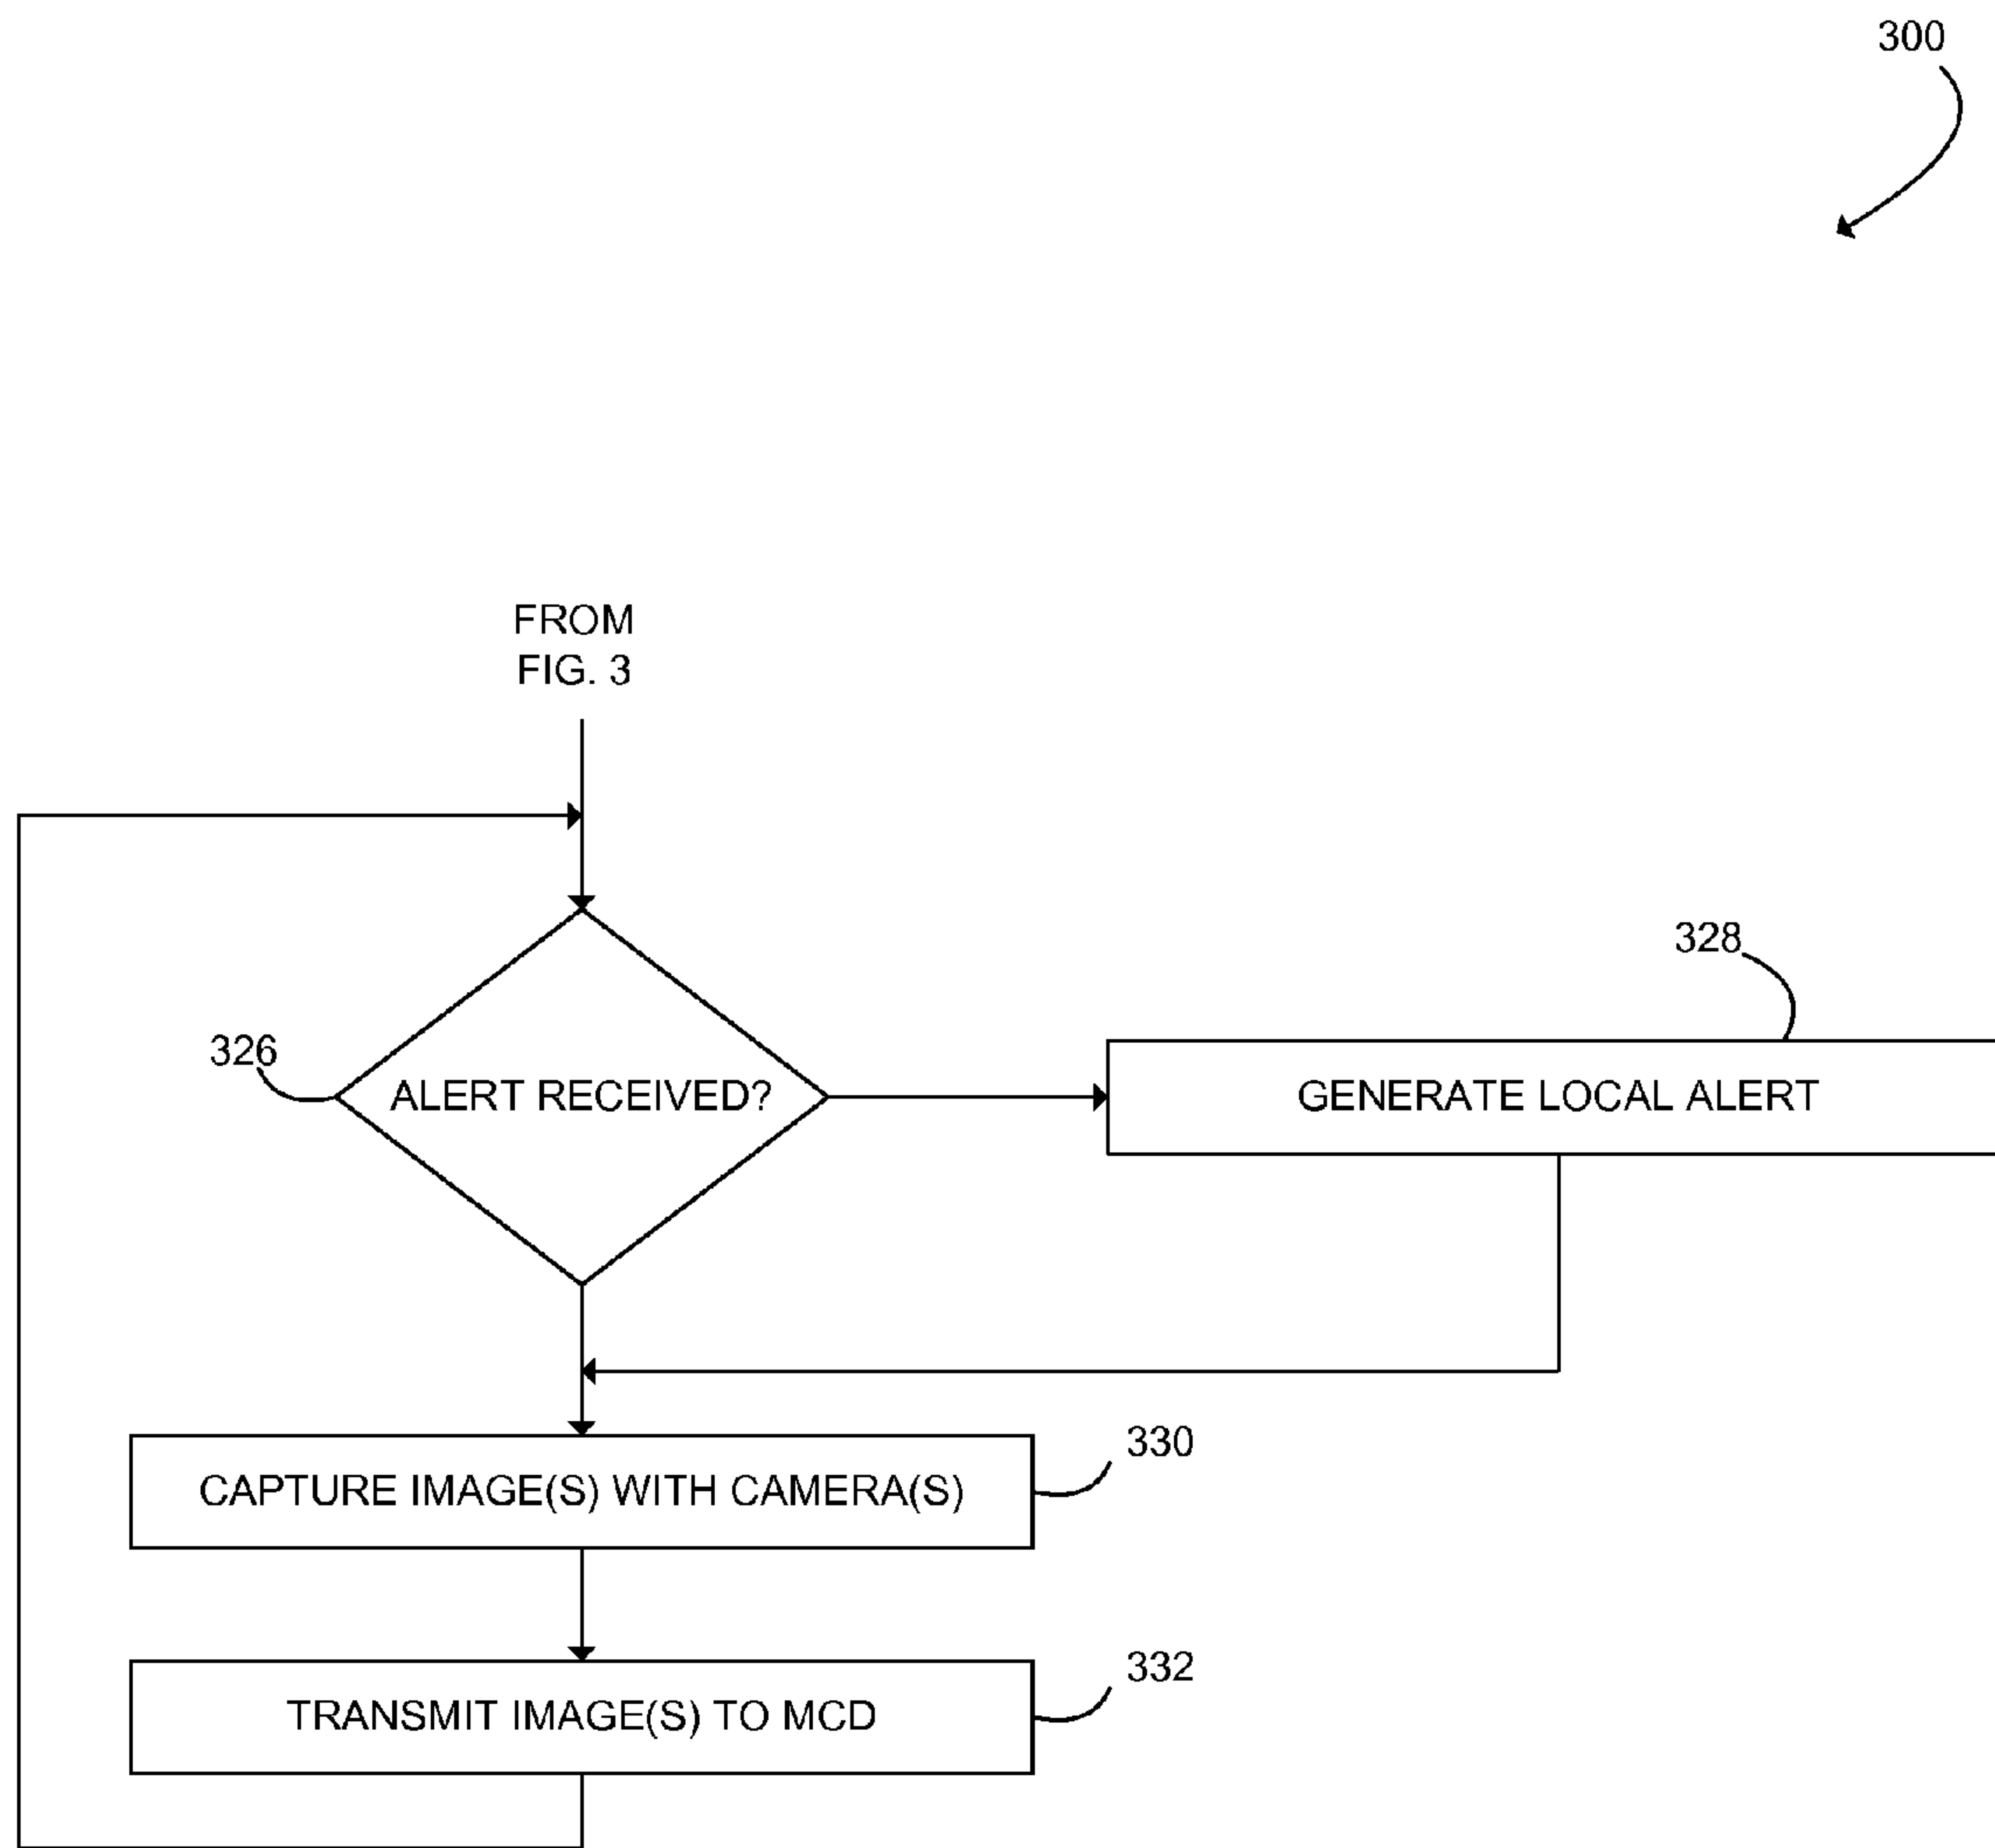 300
FROM
FIG. 3
328
326
ALERT RECEIVED?
GENERATE LOCAL ALERT
330
CAPTURE IMAGE(S) WITH CAMERA(S)
332
TRANSMIT IMAGE(S) TO MCD